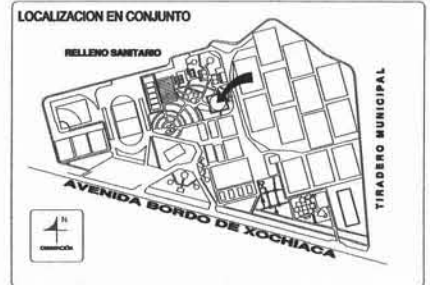 LOCALIZACION EN CONJUNTO
RELLENO SANITARIO
TIRADERO MUNICIPAL
AVENIDA BORDO DE XOCHIACA
N